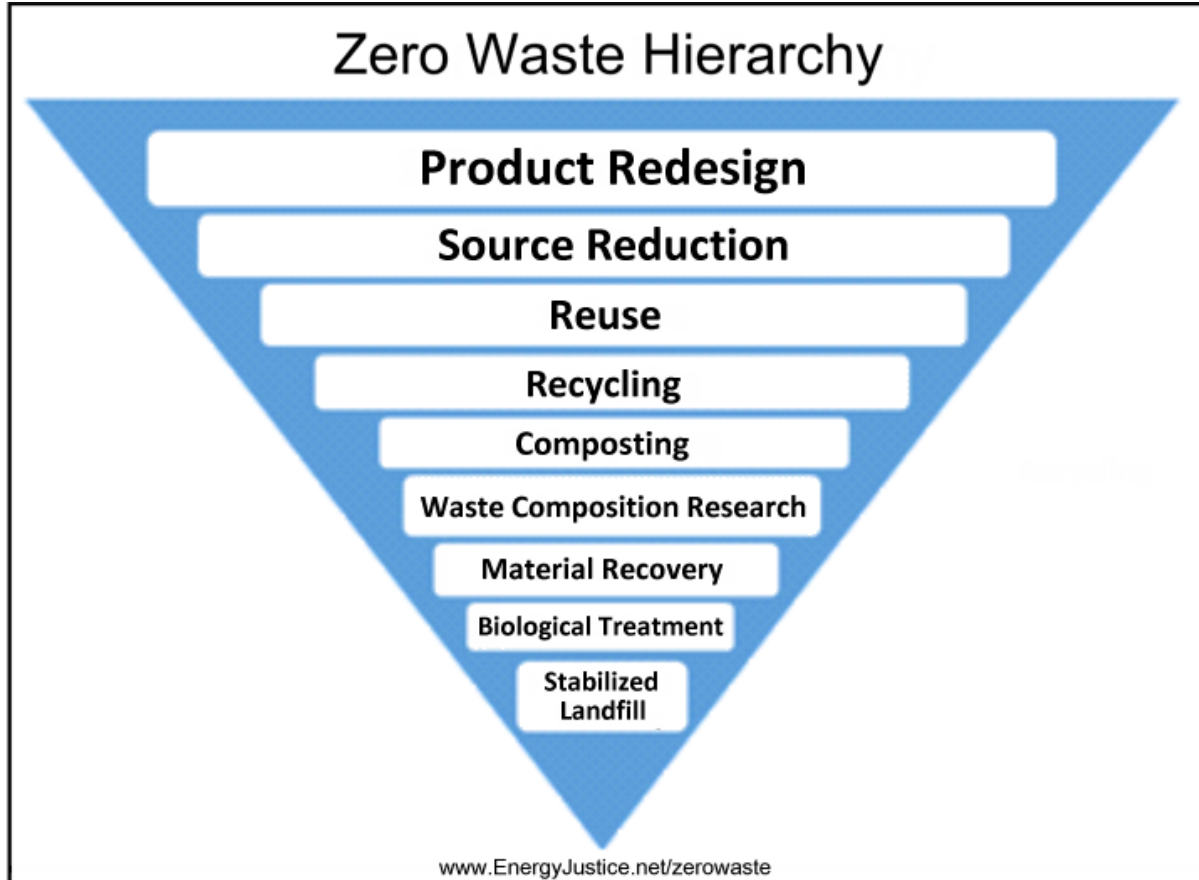 Zero Waste Hierarchy
Product Redesign
Source Reduction
Reuse
Recycling
Composting
Waste Composition Research
Material Recovery
Biological Treatment
Stabilized
Landfill
www.EnergyJustice.net/zerowaste